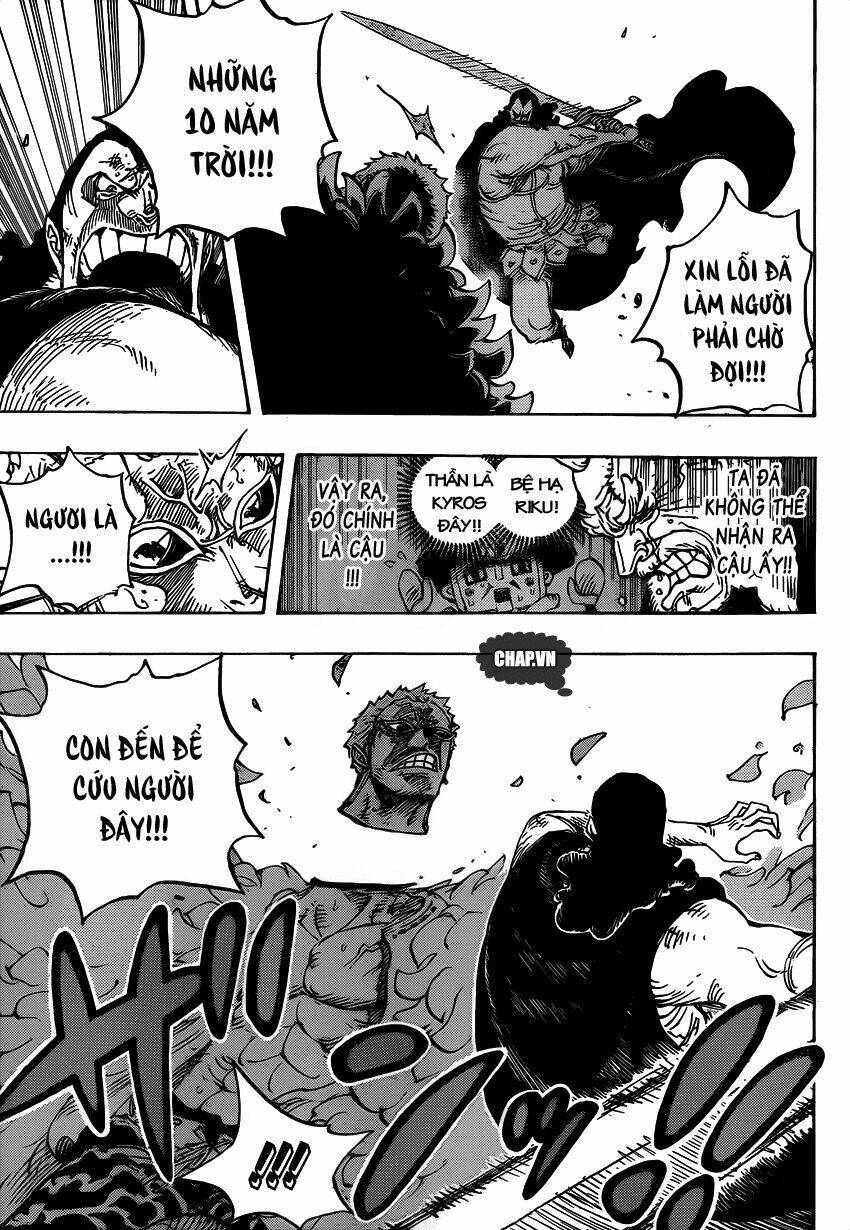 XIN LỖI ĐÃ
LÀM NGƯỜI
PHẢI CHỜ
ĐỢI!!!
NHỮNG
10 NĂM
TRỜI!!!
TA ĐÃ
KHÔNG THỂ
NHẬN RA
CẬU ẤY!!
BỆ HẠ
RIKU!
THẦN LÀ
KYROS
ĐÂY!!
VẬY RA,
ĐÓ CHÍNH
LÀ CẬU
!!!
NGƯƠI LÀ
...!!!
CHAP.VN
CON ĐẾN ĐỂ
CỨU NGƯỜI
ĐÂY!!!
!!!!